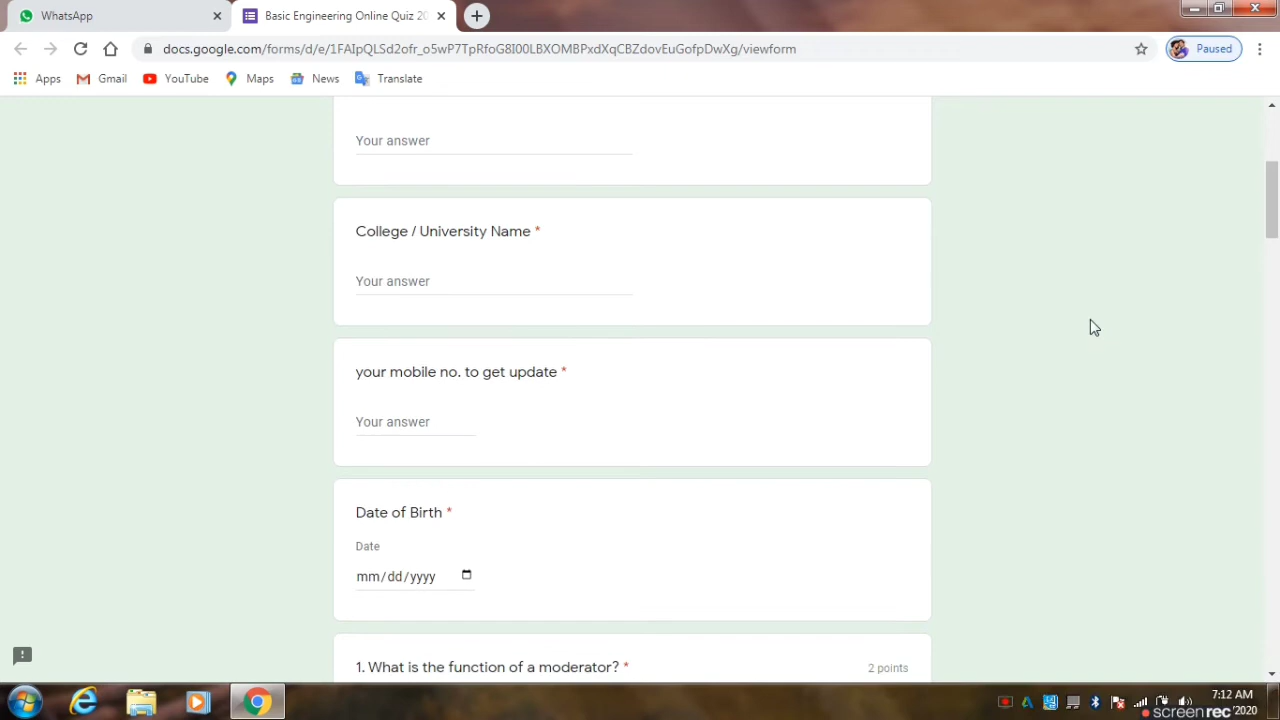 WhatsApp
Basic Engineering Online Quiz 20
docs.google.com/forms/d/e/1FAIpQLSd2ofr_o5wP7TpRfoG8I00LBXOMBPxdXqCBZdovEuGofpDwXg/viewform
Paused
Apps
Gmail
YouTube
Maps
News
Translate
Your answer
College / University Name *
Your answer
your mobile no. to get update *
Your answer
Date of Birth *
Date
mm/dd/yyyy
1. What is the function of a moderator? *
2 points
7:12 AM
screenrec
2020